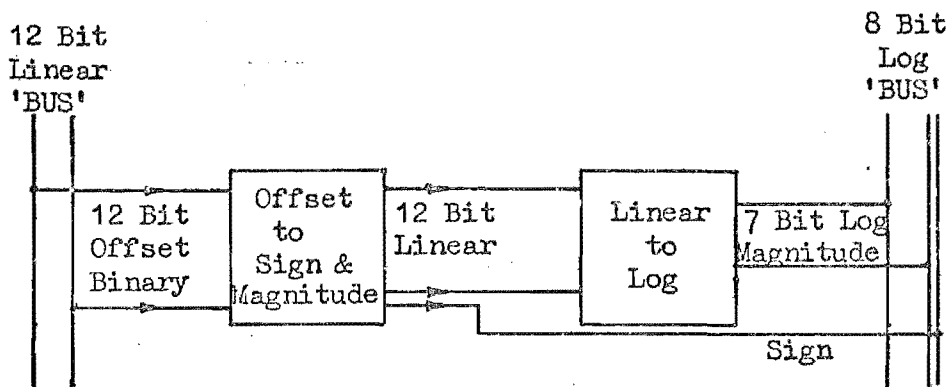 12 Bit
Linear
'BUS'
8 Bit
Log
'BUS'
12 Bit
Offset
Binary
Offset
to
Sign &
Magnitude
12 Bit
Linear
Linear
to
Log
7 Bit Log
Magnitude
Sign